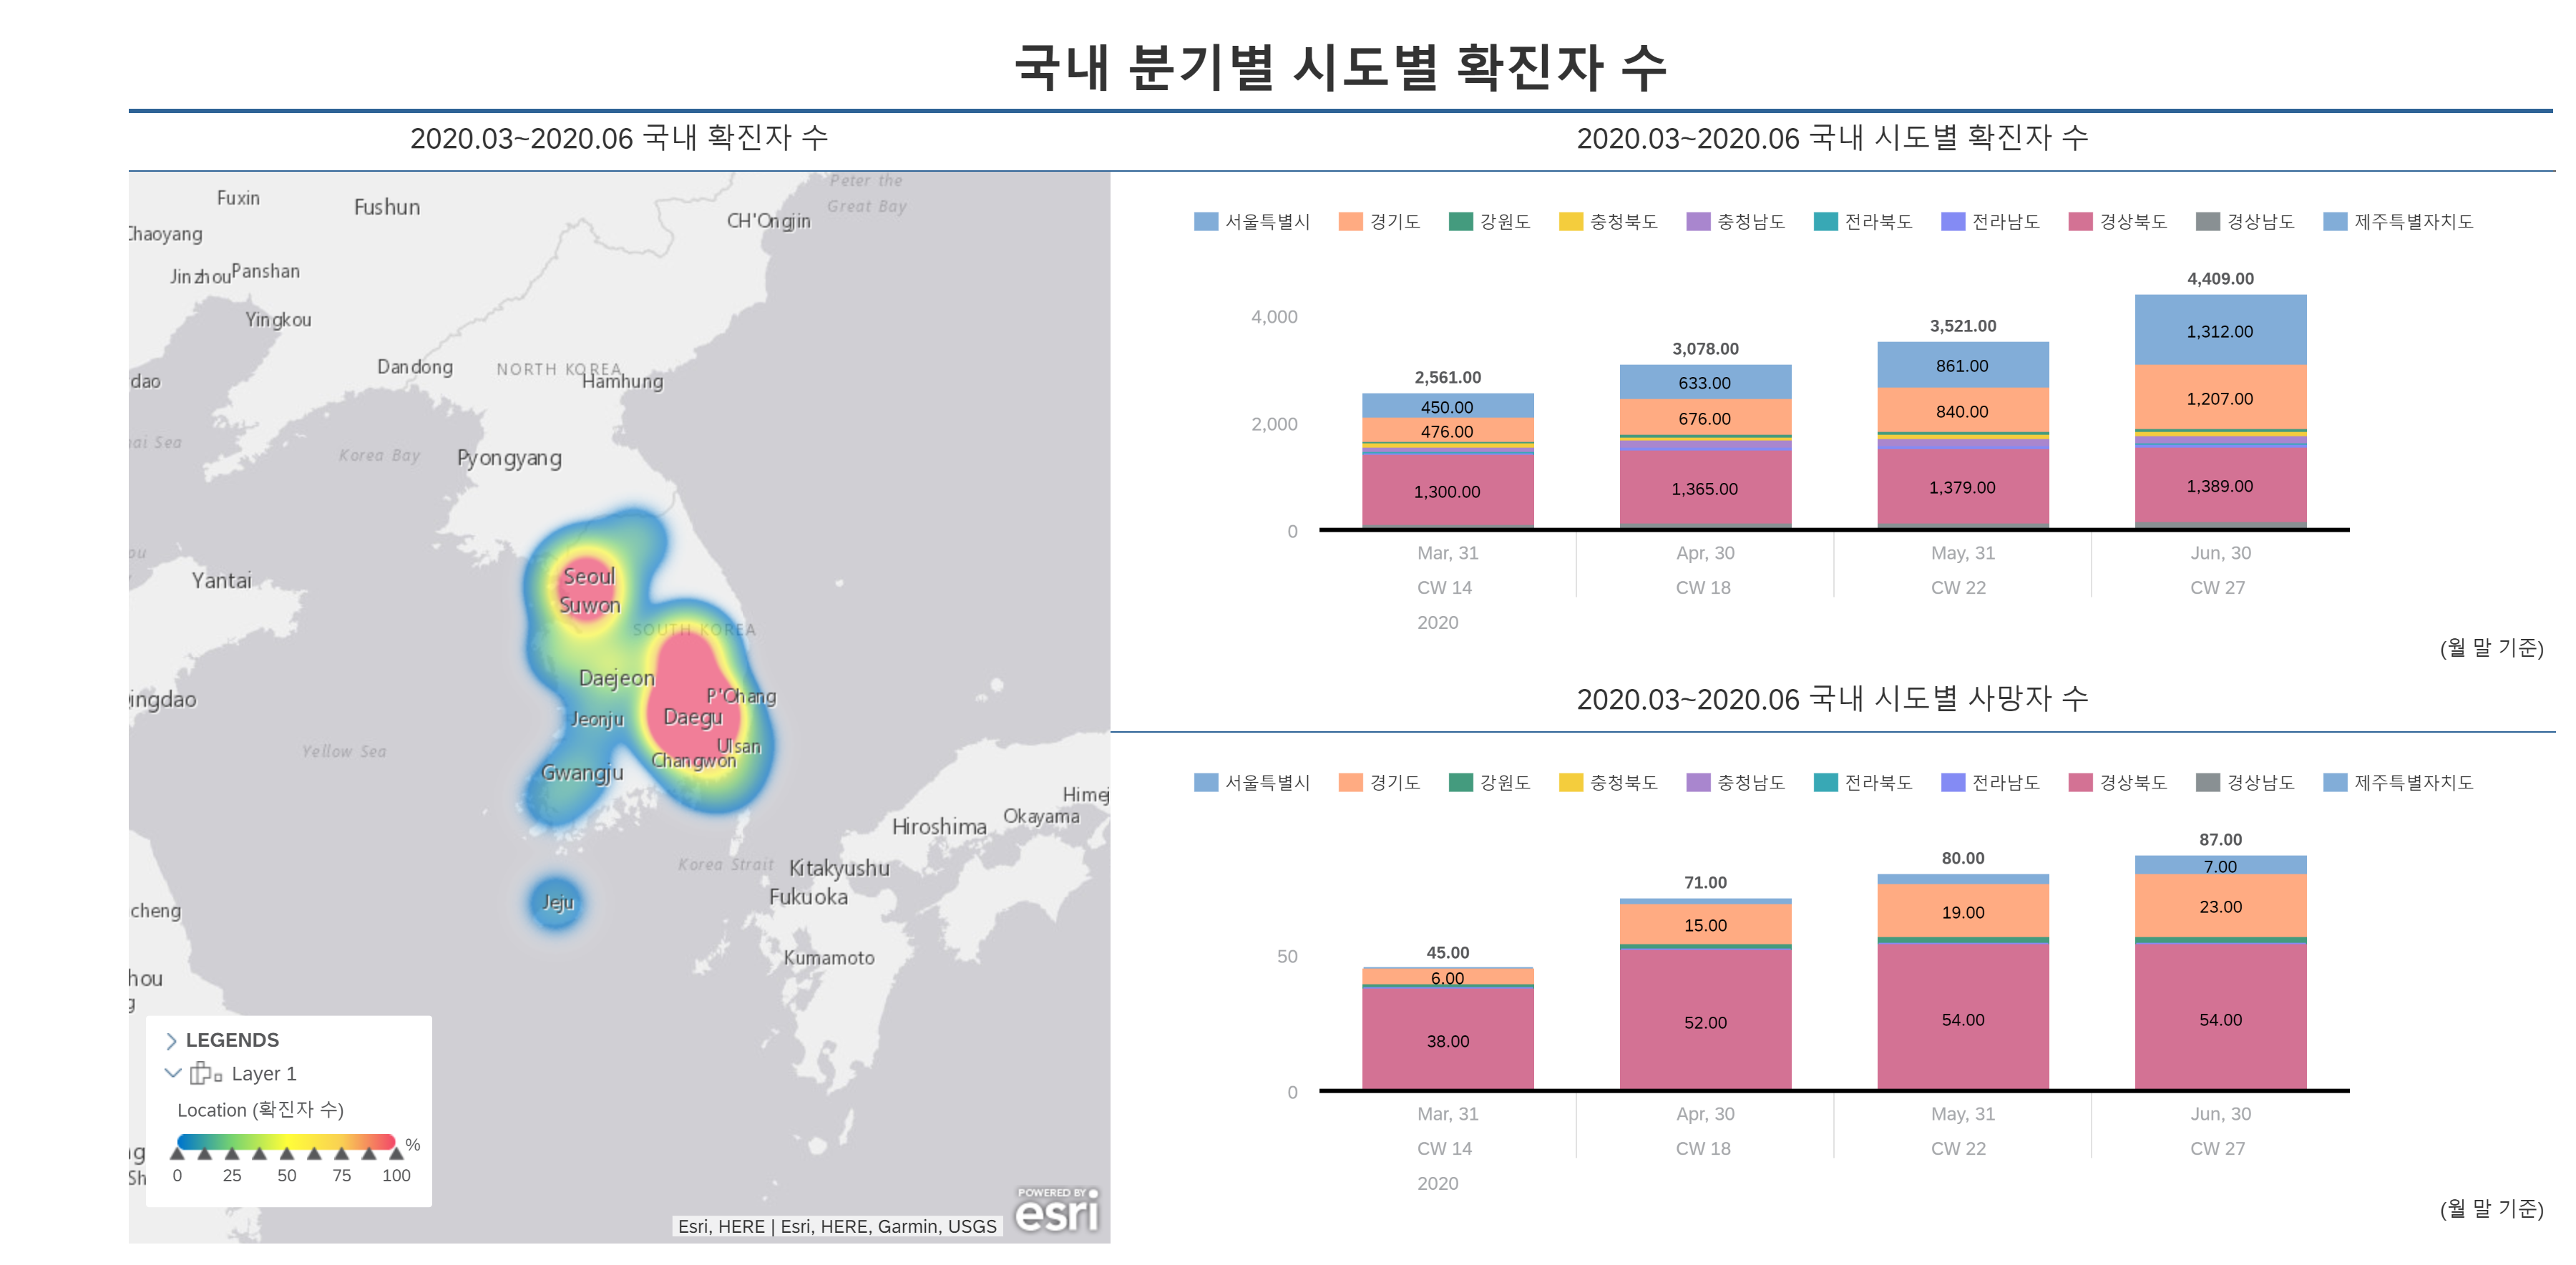 국내 분기별 시도별 확진자 수
2020.03~2020.06 국내 확진자 수
Fuxin
Fushun
CH'Ongjin
Peter the
Great Bay
Chaoyang
Jinzhou
Panshan
Yingkou
Dandong
NORTH KOREA
Hamhung
dao
Korea Bay
Pyongyang
Yantai
Seoul
Suwon
SOUTH KOREA
Daejeon
P'Ohang
Jeonju
Daegu
Ulsan
Changwon
Yellow Sea
Gwangju
Hiroshima
Okayama
Korea Strait
Kitakyushu
Fukuoka
Jeju
cheng
Kumamoto
hou
LEGENDS
Layer 1
Location (확진자 수)
%
0 25 50 75 100
POWERED BY
esri
Esri, HERE | Esri, HERE, Garmin, USGS
2020.03~2020.06 국내 시도별 확진자 수
서울특별시 경기도 강원도 충청북도 충청남도 전라북도 전라남도 경상북도 경상남도 제주특별자치도
4,000
2,000
0
2,561.00
450.00
476.00
1,300.00
3,078.00
633.00
676.00
1,365.00
3,521.00
861.00
840.00
1,379.00
4,409.00
1,312.00
1,207.00
1,389.00
Mar, 31 Apr, 30 May, 31 Jun, 30
CW 14 CW 18 CW 22 CW 27
2020
(월 말 기준)
2020.03~2020.06 국내 시도별 사망자 수
서울특별시 경기도 강원도 충청북도 충청남도 전라북도 전라남도 경상북도 경상남도 제주특별자치도
50
0
45.00
6.00
38.00
71.00
15.00
52.00
80.00
19.00
54.00
87.00
7.00
23.00
54.00
Mar, 31 Apr, 30 May, 31 Jun, 30
CW 14 CW 18 CW 22 CW 27
2020
(월 말 기준)